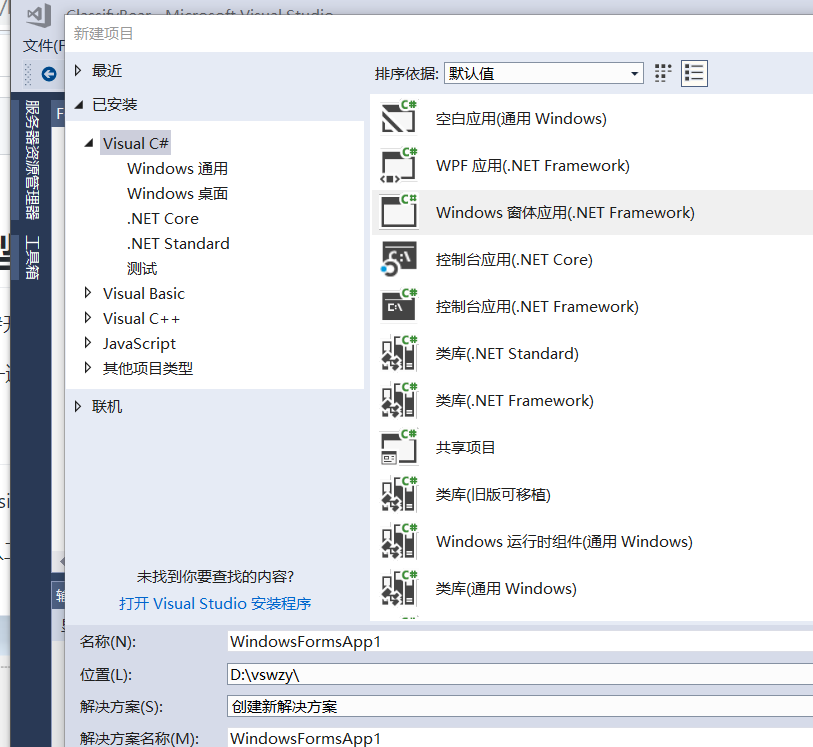 ClassifyBear - Microsoft Visual Studio
文件(F
新建项目
服务器资源管理器
工具箱
最近
已安装
Visual C#
Windows 通用
Windows 桌面
.NET Core
.NET Standard
测试
Visual Basic
Visual C++
JavaScript
其他项目类型
联机
未找到你要查找的内容?
打开 Visual Studio 安装程序
排序依据: 默认值
空白应用(通用 Windows)
WPF 应用(.NET Framework)
Windows 窗体应用(.NET Framework)
控制台应用(.NET Core)
控制台应用(.NET Framework)
类库(.NET Standard)
类库(.NET Framework)
共享项目
类库(旧版可移植)
Windows 运行时组件(通用 Windows)
类库(通用 Windows)
名称(N): WindowsFormsApp1
位置(L): D:\vswzy\
解决方案(S): 创建新解决方案
解决方案名称(M): WindowsFormsApp1